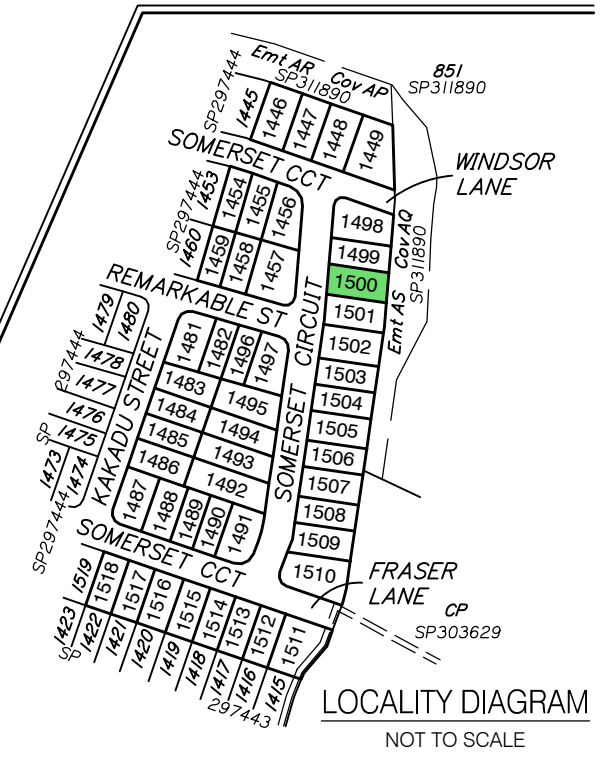 Emt AR
Cov AP
SP311890
851
SP311890
SP297444
1445
1446
1447
1448
1449
SOMERSET CCT
WINDSOR
LANE
SP297444
1453
1454
1455
1456
1460
1459
1458
1457
1498
1499
1500
1501
1502
1503
1504
1505
1506
1507
1508
1509
1510
Cov AQ
SP311890
Emt AS
REMARKABLE ST
SOMERSET CIRCUIT
KAKADU STREET
1479
1480
297444
1478
1477
1476
SP
1475
1473
1474
SP297444
1481
1482
1496
1497
1483
1495
1484
1494
1485
1493
1486
1492
1487
1488
1489
1490
1491
SOMERSET CCT
FRASER
LANE
CP
SP303629
1519
1518
1517
1516
1515
1514
1513
1512
1511
1423
1422
1421
1420
1419
1418
1417
1416
1415
SP
297443
LOCALITY DIAGRAM
NOT TO SCALE